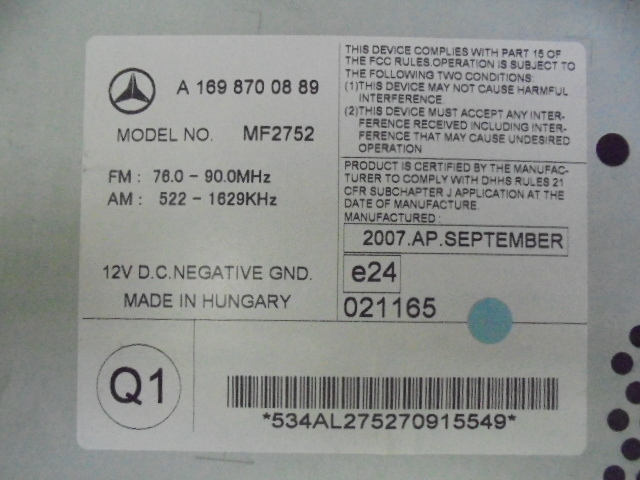 A 169 870 08 89
MODEL NO. MF2752
FM : 76.0 - 90.0MHz
AM : 522 - 1629KHz
12V D.C.NEGATIVE GND.
MADE IN HUNGARY
THIS DEVICE COMPLIES WITH PART 15 OF
THE FCC RULES.OPERATION IS SUBJECT TO
THE FOLLOWING TWO CONDITIONS:
(1)THIS DEVICE MAY NOT CAUSE HARMFUL
INTERFERENCE.
(2)THIS DEVICE MUST ACCEPT ANY INTER-
FERENCE RECEIVED INCLUDING INTER-
FERENCE THAT MAY CAUSE UNDESIRED
OPERATION
PRODUCT IS CERTIFIED BY THE MANUFAC-
TURER TO COMPLY WITH DHHS RULES 21
CFR SUBCHAPTER J APPLICATION AT THE
DATE OF MANUFACTURE.
MANUFACTURED :
2007.AP.SEPTEMBER
e24
021165
Q1
*534AL275270915549*